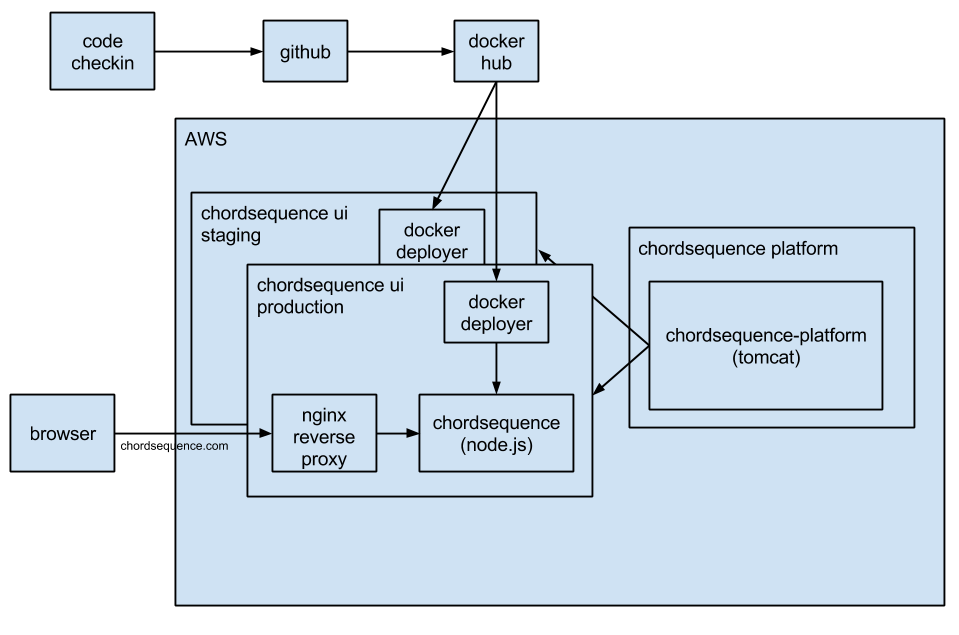 code
checkin
github
docker
hub
AWS
chordsequence ui
staging
docker
deployer
chordsequence platform
chordsequence ui
production
docker
deployer
chordsequence-platform
(tomcat)
browser
chordsequence.com
nginx
reverse
proxy
chordsequence
(node.js)